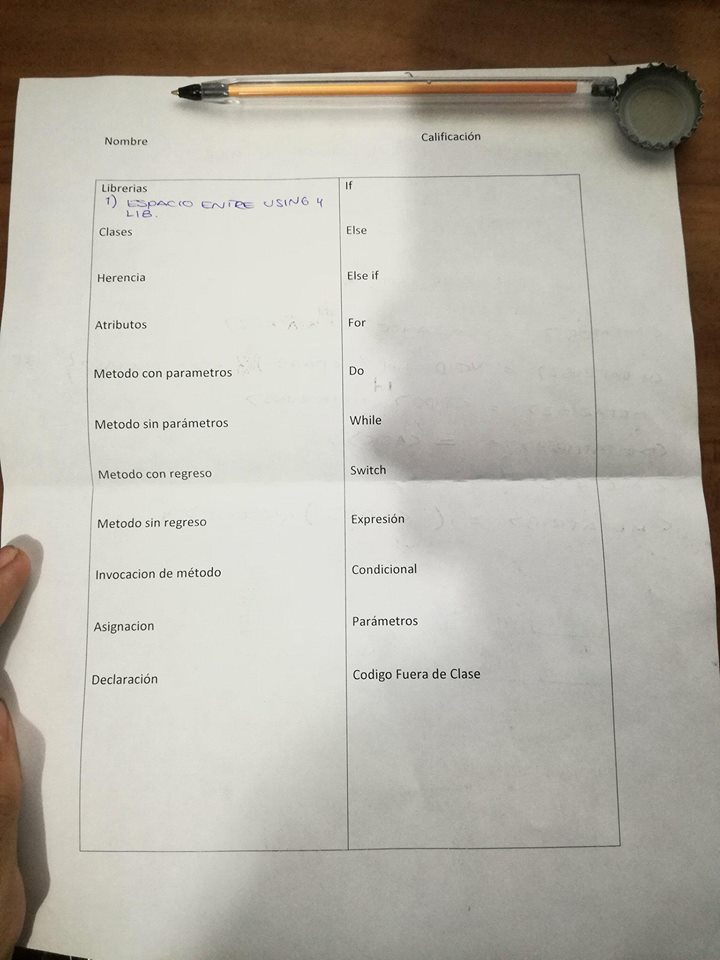 Nombre
Calificación
Librerias
1) ESPACIO ENTRE USING Y
LIB.
Clases
Herencia
Atributos
Metodo con parametros
Metodo sin parámetros
Metodo con regreso
Metodo sin regreso
Invocacion de método
Asignacion
Declaración
If
Else
Else if
For
Do
While
Switch
Expresión
Condicional
Parámetros
Codigo Fuera de Clase